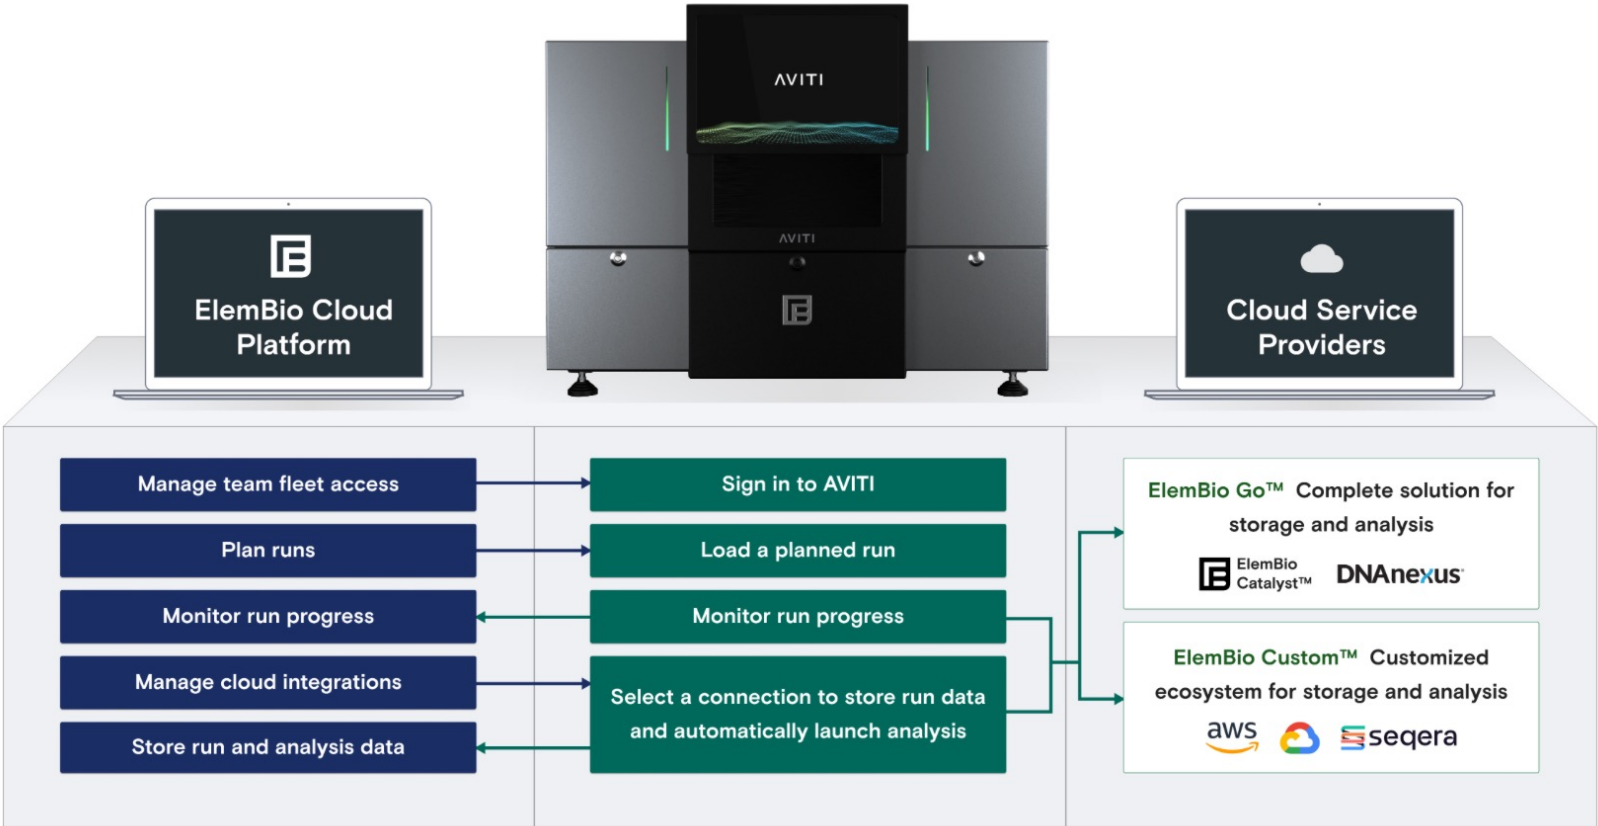 AVITI
AVITI
ElemBio Cloud
Platform
Cloud Service
Providers
Manage team fleet access
Plan runs
Monitor run progress
Manage cloud integrations
Store run and analysis data
Sign in to AVITI
Load a planned run
Monitor run progress
Select a connection to store run data
and automatically launch analysis
ElemBio Go™ Complete solution for
storage and analysis
ElemBio
Catalyst™
DNAnexus
ElemBio Custom™ Customized
ecosystem for storage and analysis
aws
seqera